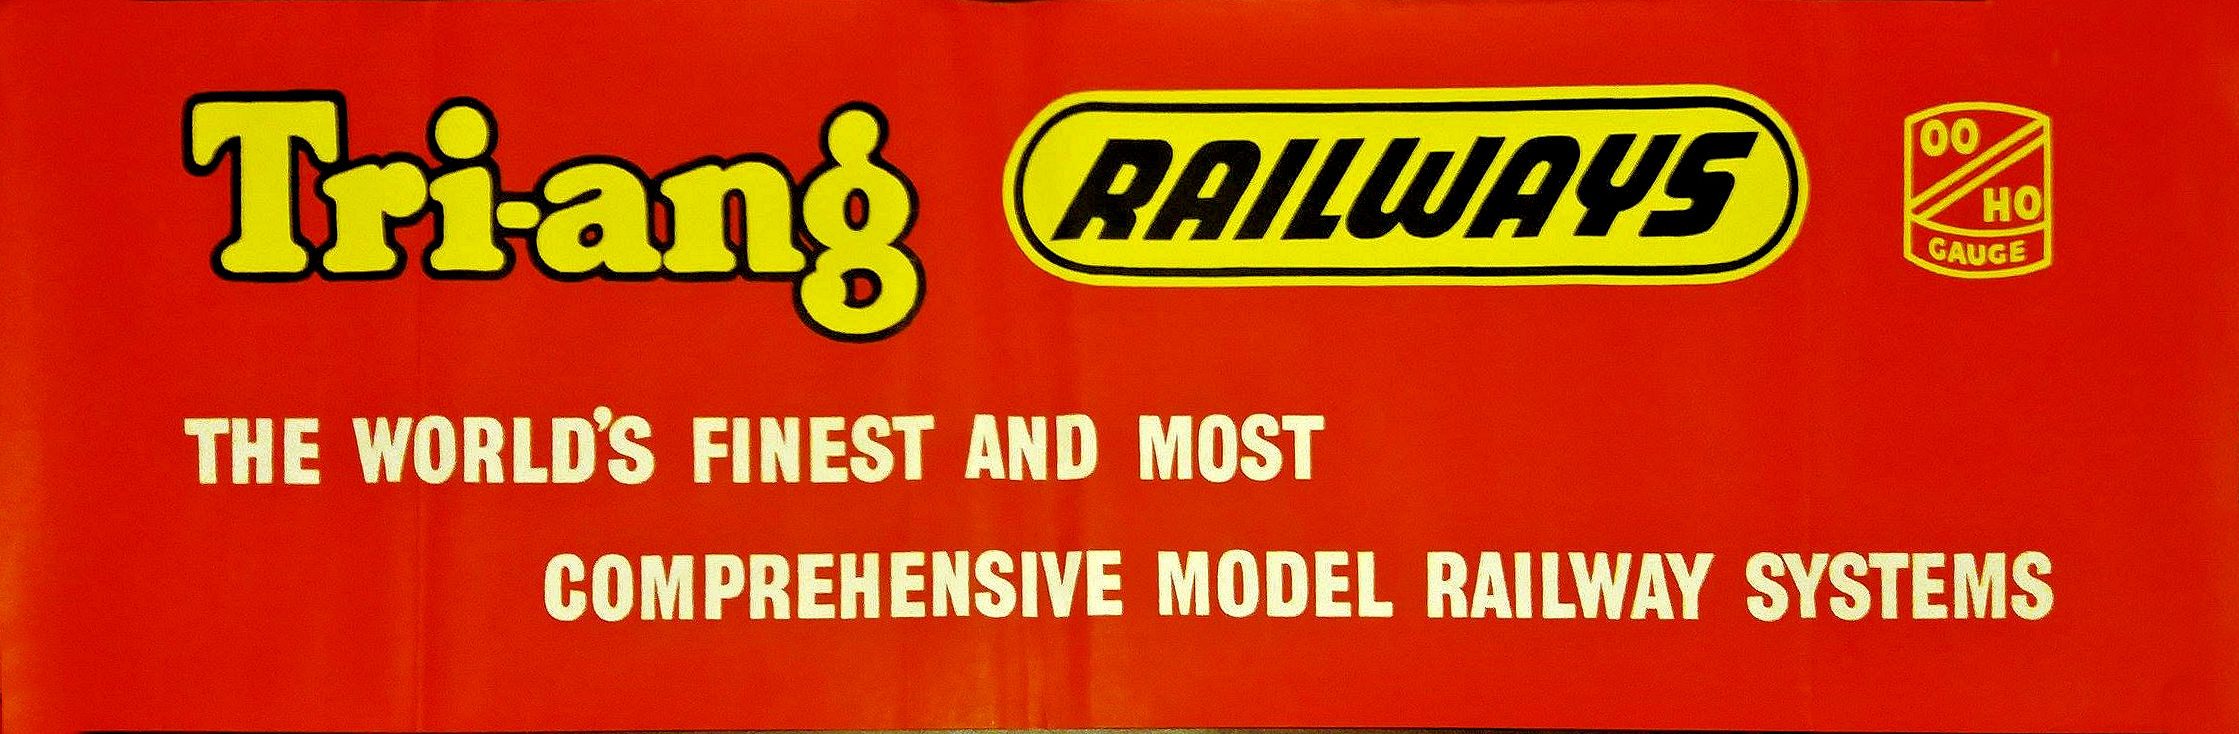 Tri-ang RAILWAYS
OO
HO
GAUGE
THE WORLD'S FINEST AND MOST
COMPREHENSIVE MODEL RAILWAY SYSTEMS